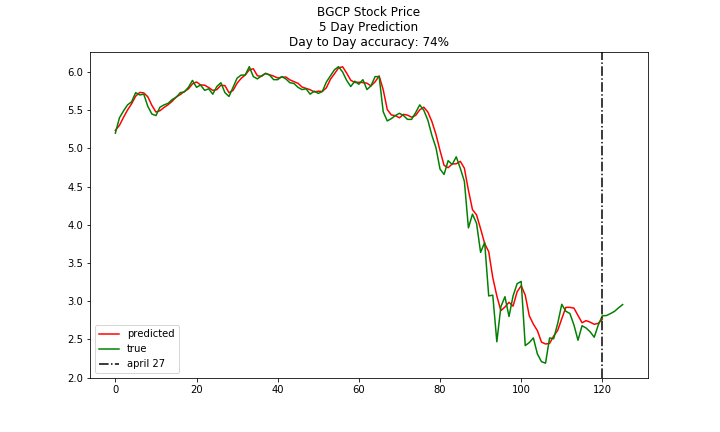 BGCP Stock Price
5 Day Prediction
Day to Day accuracy: 74%
6.0
5.5
5.0
4.5
4.0
3.5
3.0
2.5
2.0
predicted
true
april 27
0 20 40 60 80 100 120